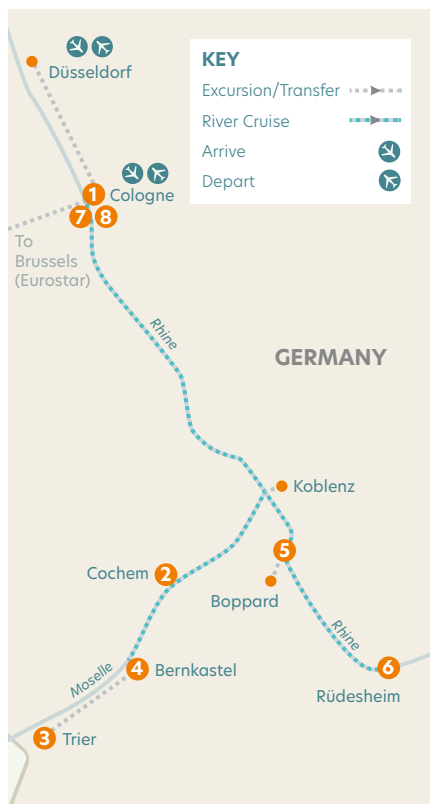 Düsseldorf
KEY
Excursion/Transfer
River Cruise
Arrive
Depart
1
Cologne
7 8
To
Brussels
(Eurostar)
Rhine
GERMANY
Koblenz
5
Cochem 2
Boppard
Rhine
4 Bernkastel
6
Moselle
Rüdesheim
3 Trier